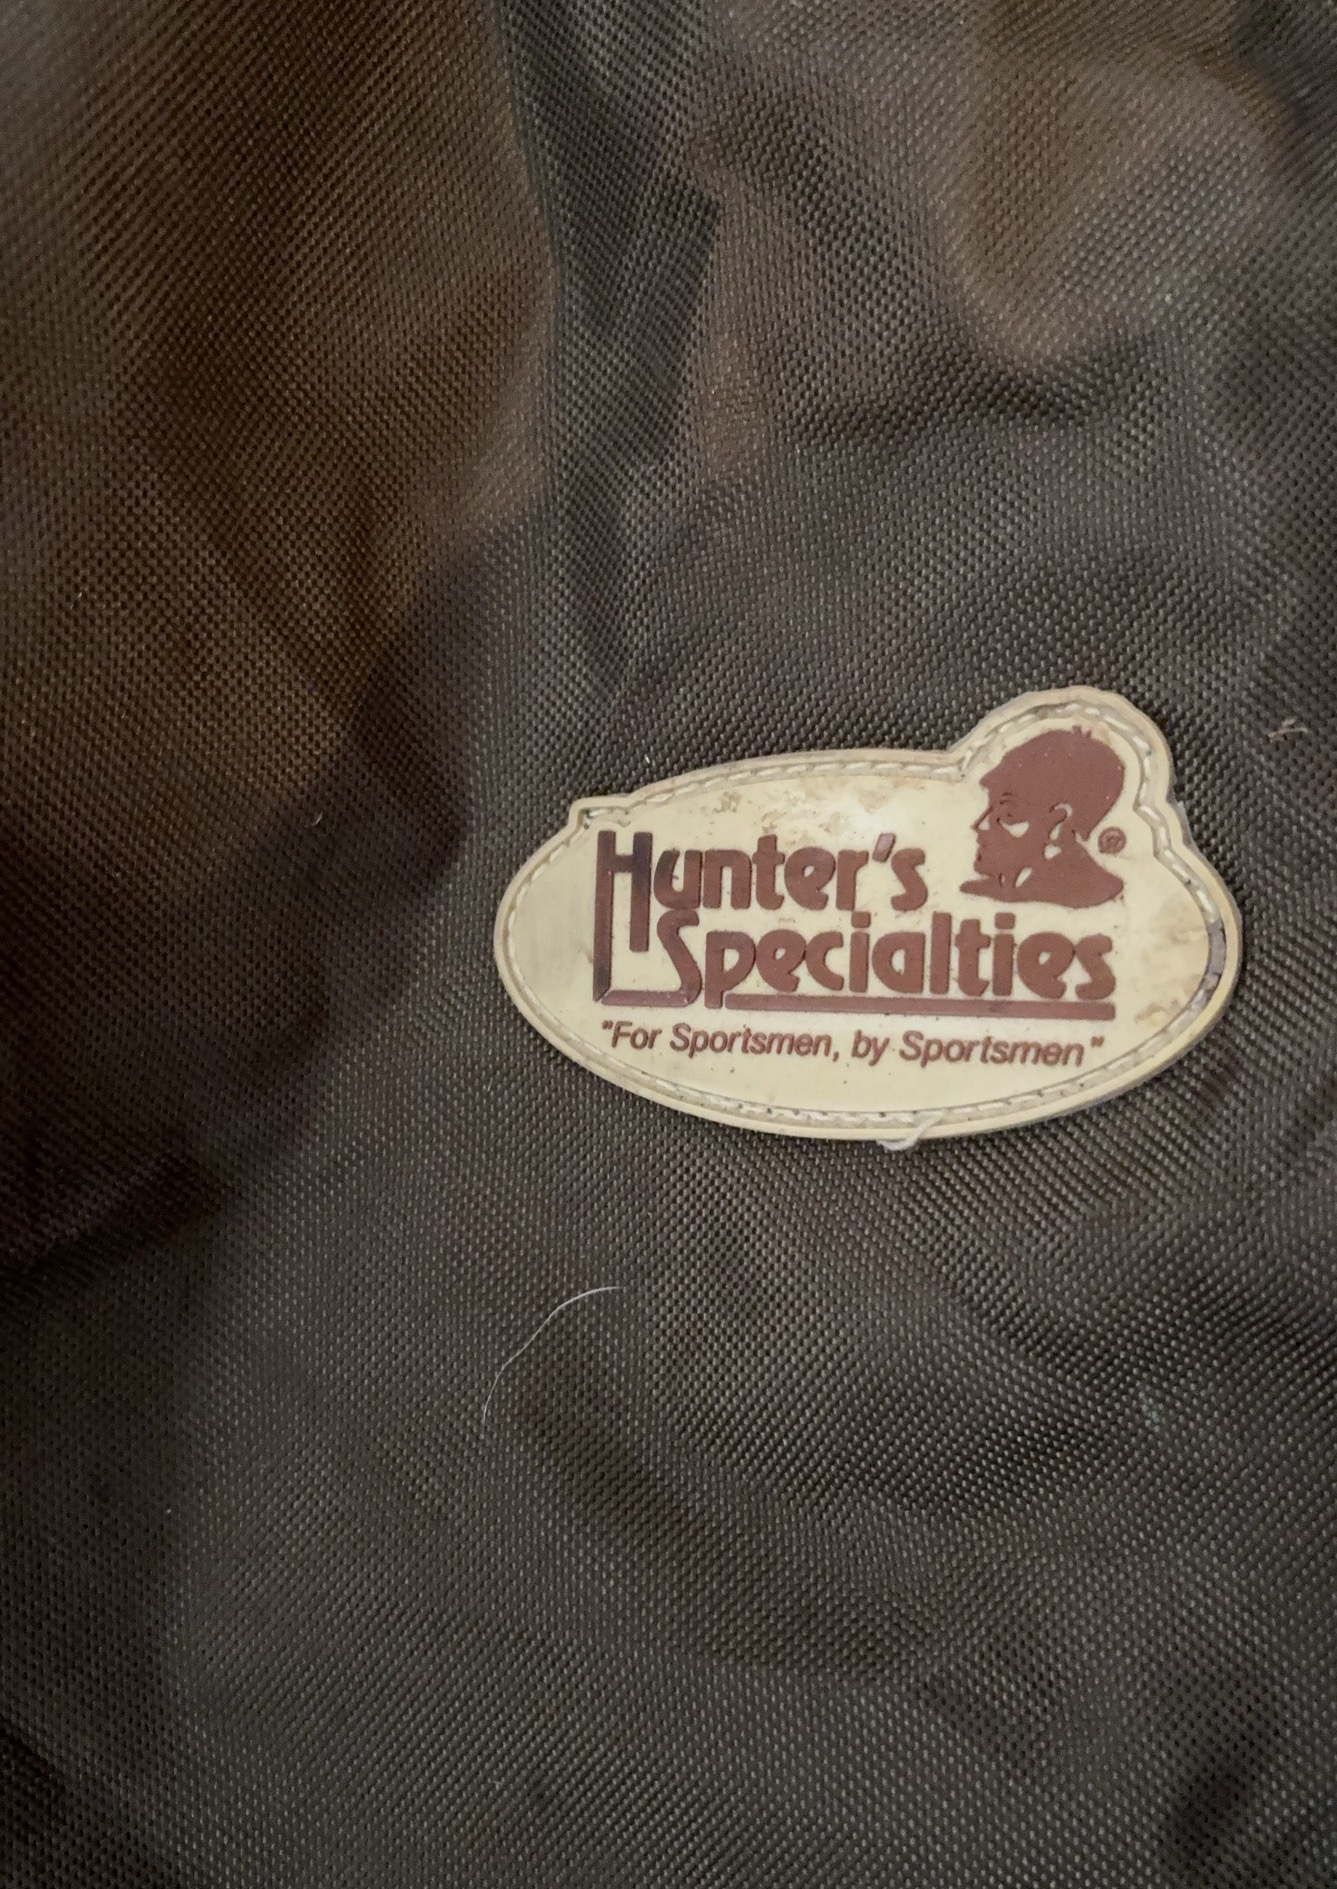 Hunter's
Specialties
"For Sportsmen, by Sportsmen"
®